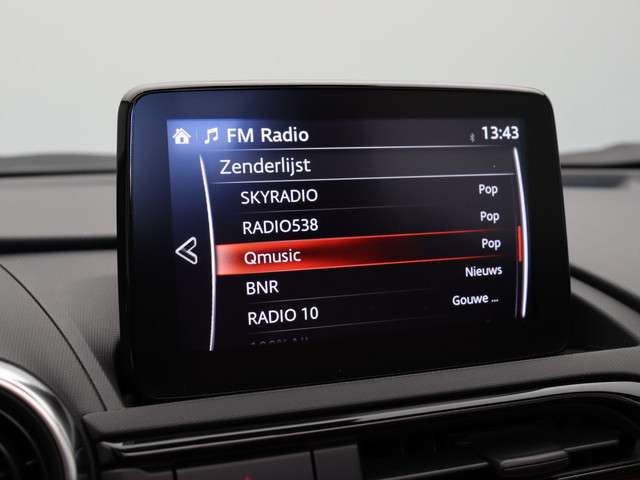 FM Radio 13:43
Zenderlijst
SKYRADIO Pop
RADIO538 Pop
Qmusic Pop
BNR Nieuws
RADIO 10 Gouwe ...